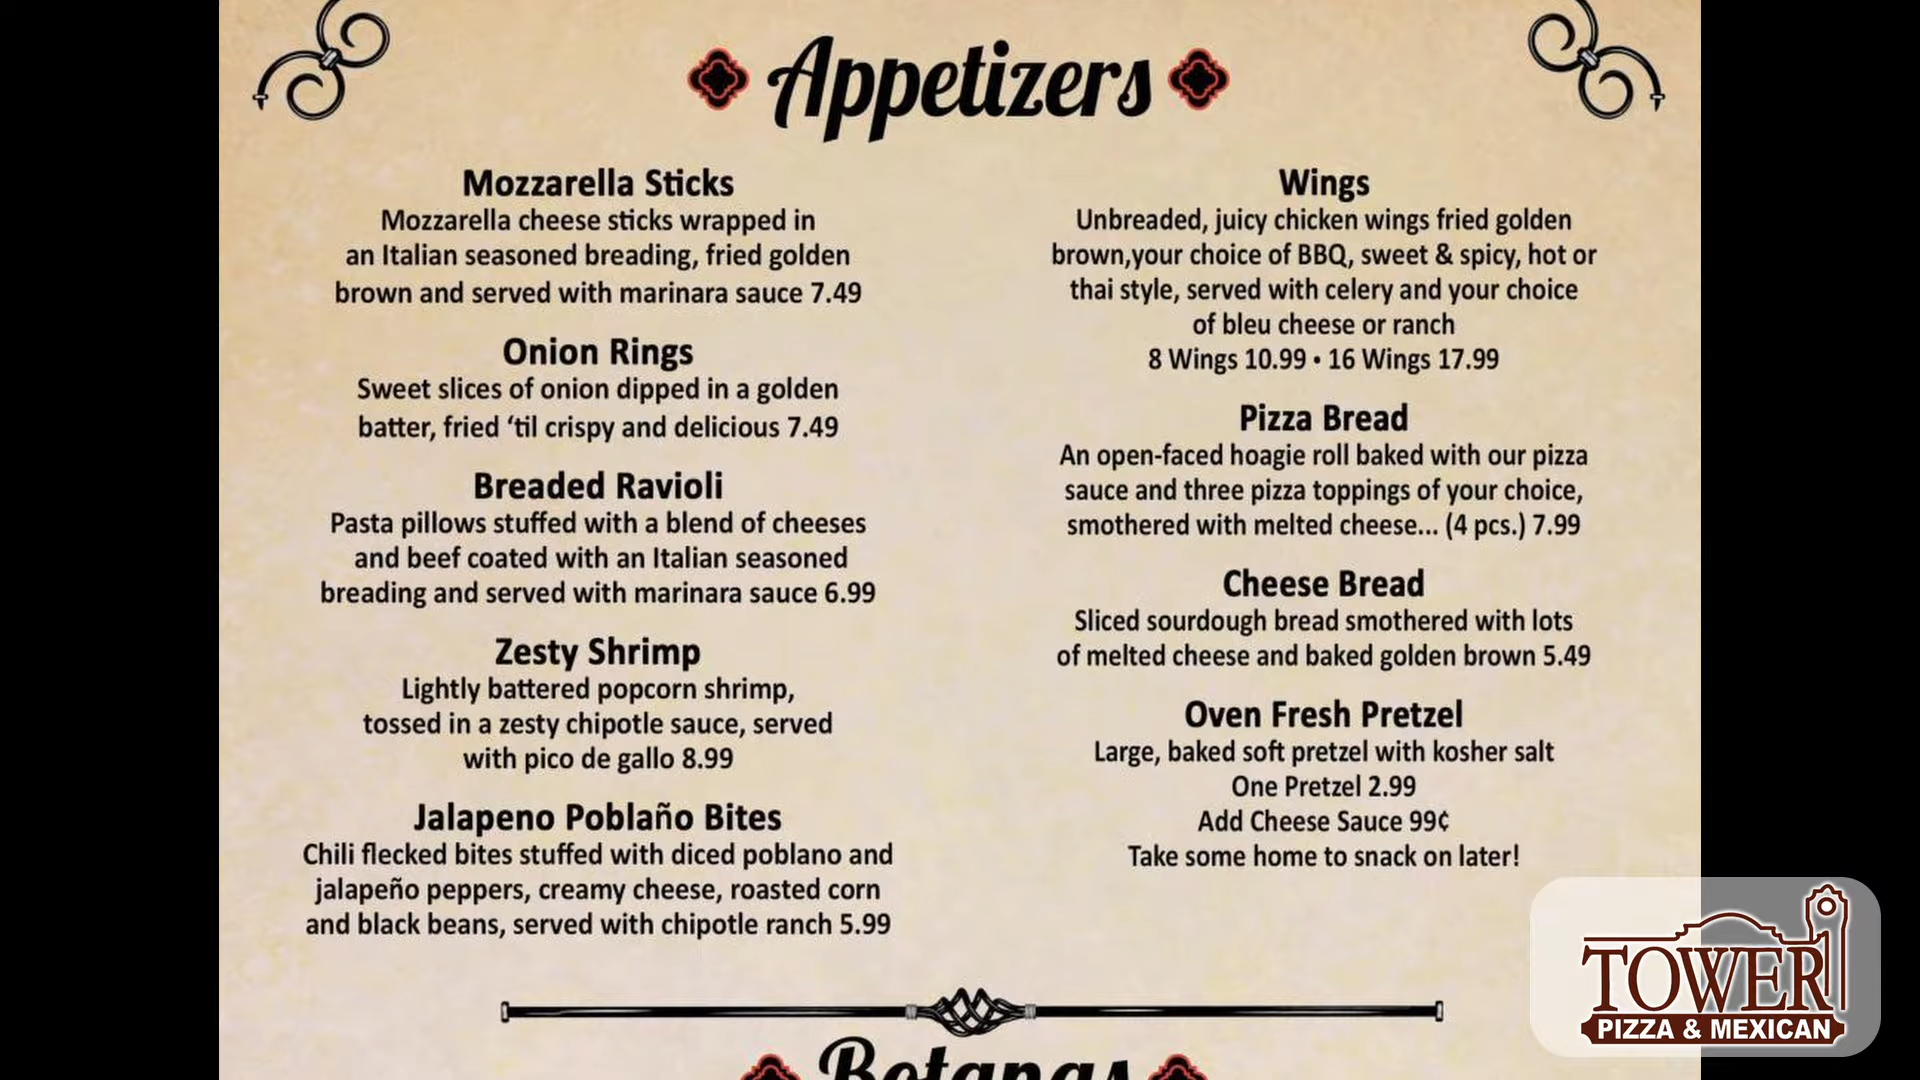 Appetizers
Mozzarella Sticks
Mozzarella cheese sticks wrapped in
an Italian seasoned breading, fried golden
brown and served with marinara sauce 7.49
Onion Rings
Sweet slices of onion dipped in a golden
batter, fried ‘til crispy and delicious 7.49
Breaded Ravioli
Pasta pillows stuffed with a blend of cheeses
and beef coated with an Italian seasoned
breading and served with marinara sauce 6.99
Zesty Shrimp
Lightly battered popcorn shrimp,
tossed in a zesty chipotle sauce, served
with pico de gallo 8.99
Jalapeno Poblaño Bites
Chili flecked bites stuffed with diced poblano and
jalapeño peppers, creamy cheese, roasted corn
and black beans, served with chipotle ranch 5.99
Wings
Unbreaded, juicy chicken wings fried golden
brown,your choice of BBQ, sweet & spicy, hot or
thai style, served with celery and your choice
of bleu cheese or ranch
8 Wings 10.99 • 16 Wings 17.99
Pizza Bread
An open-faced hoagie roll baked with our pizza
sauce and three pizza toppings of your choice,
smothered with melted cheese... (4 pcs.) 7.99
Cheese Bread
Sliced sourdough bread smothered with lots
of melted cheese and baked golden brown 5.49
Oven Fresh Pretzel
Large, baked soft pretzel with kosher salt
One Pretzel 2.99
Add Cheese Sauce 99¢
Take some home to snack on later!
Botanas
TOWER
PIZZA & MEXICAN